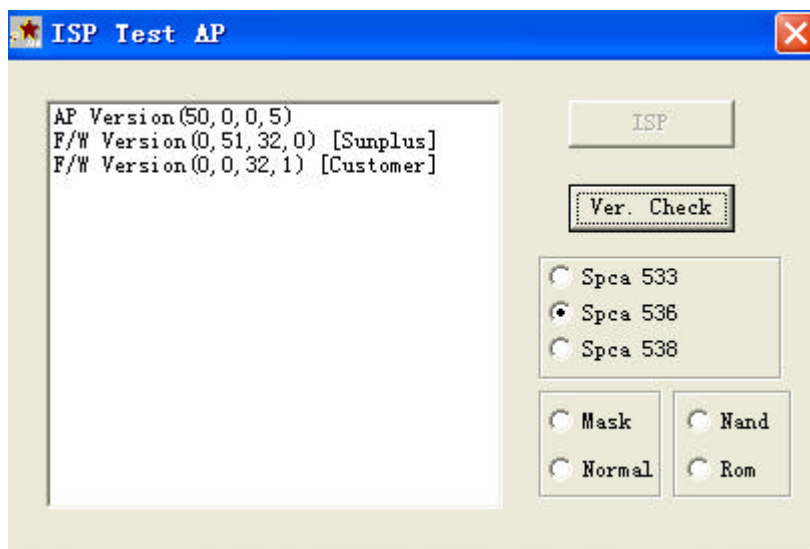 ISP Test AP
AP Version(50,0,0,5)
F/W Version(0,51,32,0) [Sunplus]
F/W Version(0,0,32,1) [Customer]
ISP
Ver. Check
Spca 533
Spca 536
Spca 538
Mask
Normal
Nand
Rom